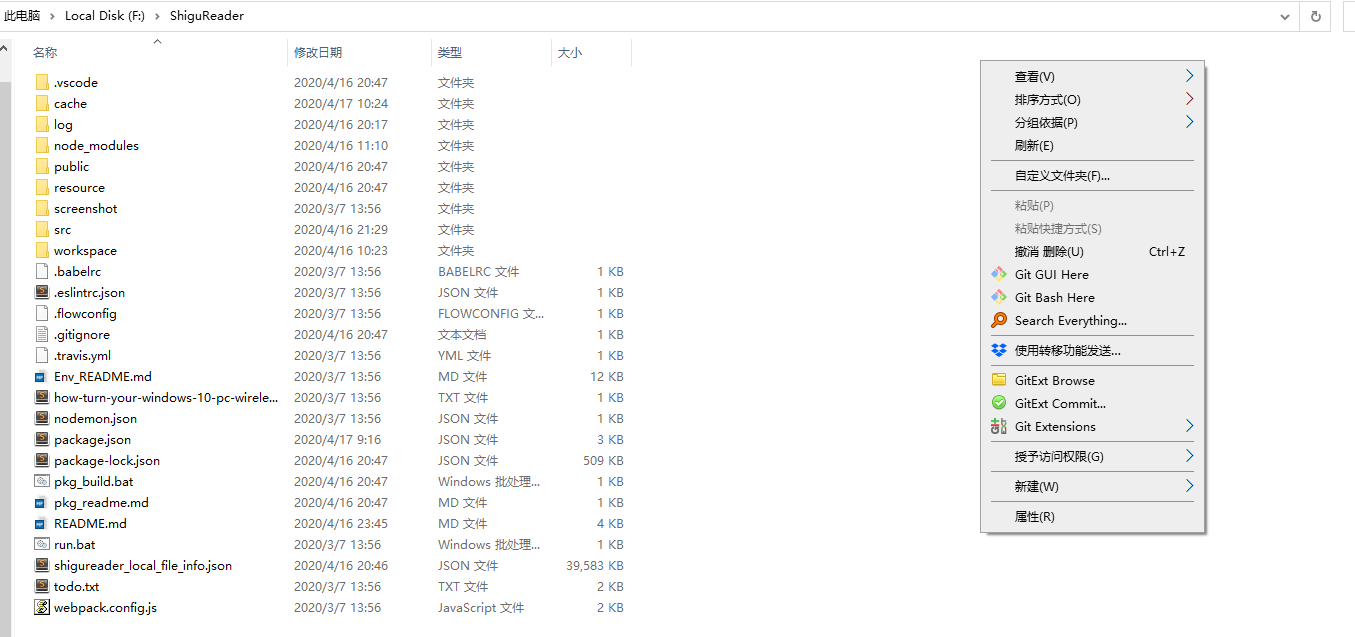 此电脑 > Local Disk (F:) > ShiguReader
名称 修改日期 类型 大小
.vscode 2020/4/16 20:47 文件夹
cache 2020/4/17 10:24 文件夹
log 2020/4/16 20:17 文件夹
node_modules 2020/4/16 11:10 文件夹
public 2020/4/16 20:47 文件夹
resource 2020/4/16 20:47 文件夹
screenshot 2020/3/7 13:56 文件夹
src 2020/4/16 21:29 文件夹
workspace 2020/4/16 10:23 文件夹
.babelrc 2020/3/7 13:56 BABELRC 文件 1 KB
.eslintrc.json 2020/3/7 13:56 JSON 文件 1 KB
.flowconfig 2020/3/7 13:56 FLOWCONFIG 文... 1 KB
.gitignore 2020/4/16 20:47 文本文档 1 KB
.travis.yml 2020/3/7 13:56 YML 文件 1 KB
Env_README.md 2020/3/7 13:56 MD 文件 12 KB
how-turn-your-windows-10-pc-wirele... 2020/3/7 13:56 TXT 文件 1 KB
nodemon.json 2020/3/7 13:56 JSON 文件 1 KB
package.json 2020/4/17 9:16 JSON 文件 3 KB
package-lock.json 2020/4/16 20:47 JSON 文件 509 KB
pkg_build.bat 2020/4/16 20:47 Windows 批处理... 1 KB
pkg_readme.md 2020/4/16 20:47 MD 文件 1 KB
README.md 2020/4/16 23:45 MD 文件 4 KB
run.bat 2020/3/7 13:56 Windows 批处理... 1 KB
shigureader_local_file_info.json 2020/4/16 20:46 JSON 文件 39,583 KB
todo.txt 2020/3/7 13:56 TXT 文件 2 KB
webpack.config.js 2020/3/7 13:56 JavaScript 文件 2 KB
查看(V)
排序方式(O)
分组依据(P)
刷新(E)
自定义文件夹(F)...
粘贴(P)
粘贴快捷方式(S)
撤消 删除(U) Ctrl+Z
Git GUI Here
Git Bash Here
Search Everything...
使用转移功能发送...
GitExt Browse
GitExt Commit...
Git Extensions
授予访问权限(G)
新建(W)
属性(R)